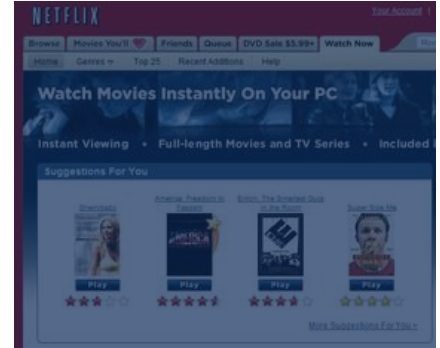 NETFLIX
Your Account
Browse Movies You'll Friends Queue DVD Sale $5.99+ Watch Now
Home Genres Top 25 Recent Additions Help
Watch Movies Instantly On Your PC
Instant Viewing • Full-length Movies and TV Series • Included
Suggestions For You
America: Freedom to Enron: The Smartest Guys
Sherrybaby Fascism in the Room Super Size Me
Play Play Play Play
More Suggestions For You >